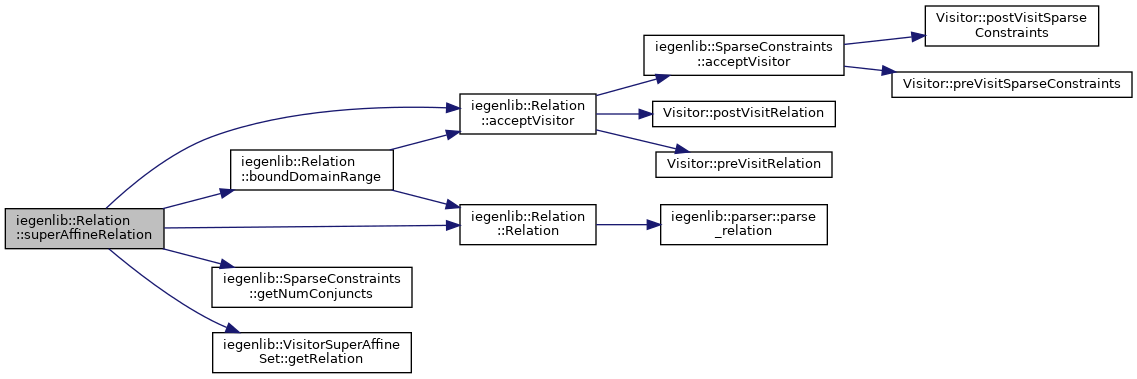 iegenlib::Relation
::superAffineRelation
iegenlib::Relation
::boundDomainRange
iegenlib::SparseConstraints
::getNumConjuncts
iegenlib::VisitorSuperAffine
Set::getRelation
iegenlib::Relation
::acceptVisitor
iegenlib::Relation
::Relation
iegenlib::SparseConstraints
::acceptVisitor
Visitor::postVisitRelation
Visitor::preVisitRelation
iegenlib::parser::parse
_relation
Visitor::postVisitSparse
Constraints
Visitor::preVisitSparseConstraints